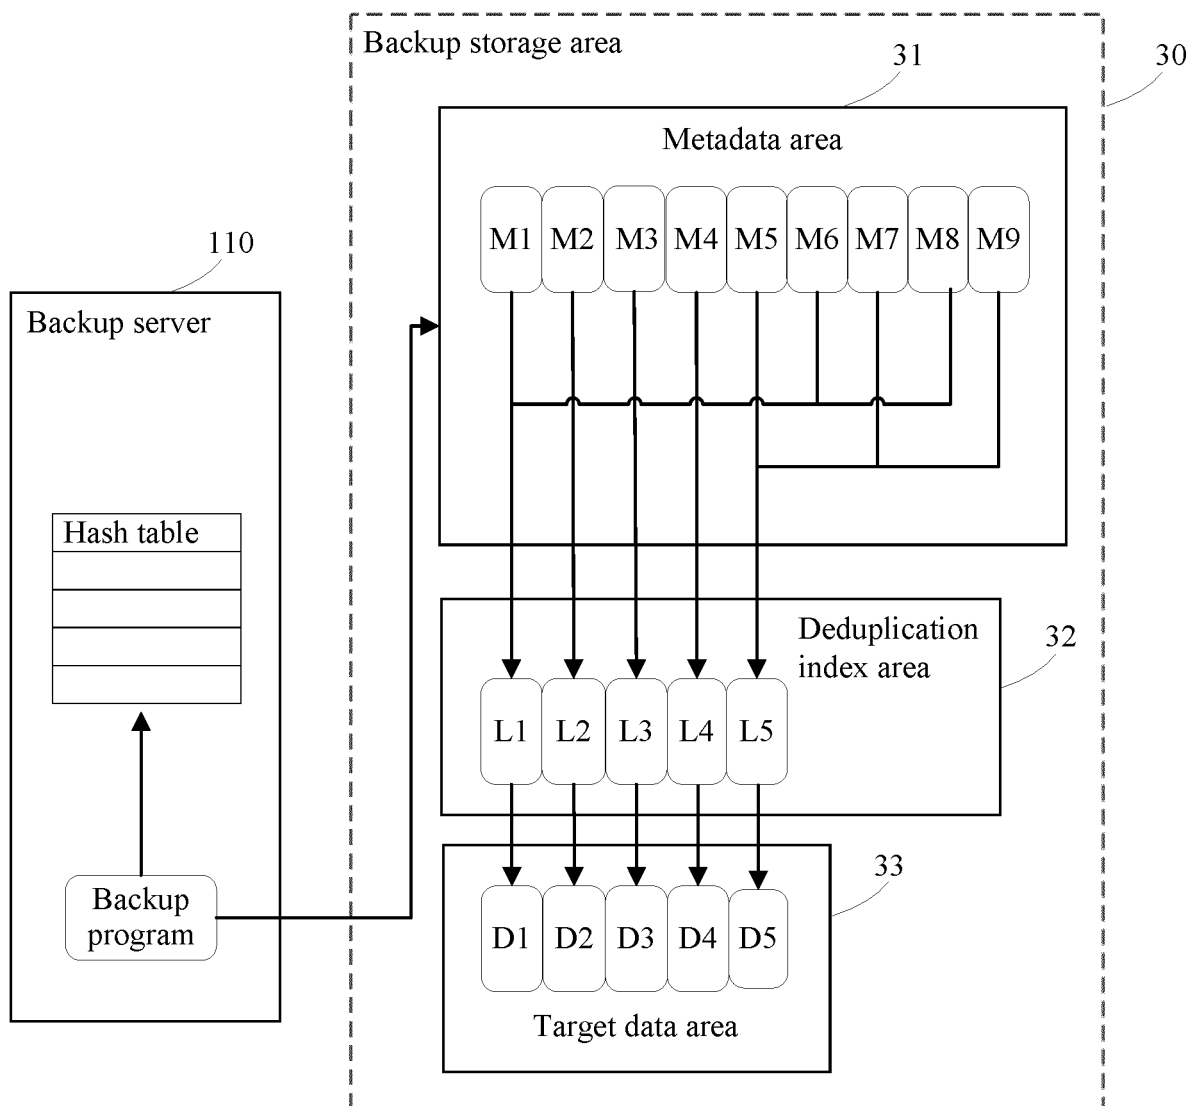 Backup storage area
31
30
Metadata area
M1 M2 M3 M4 M5 M6 M7 M8 M9
110
Backup server
Hash table
Deduplication
index area
32
L1 L2 L3 L4 L5
33
Backup
program
D1 D2 D3 D4 D5
Target data area